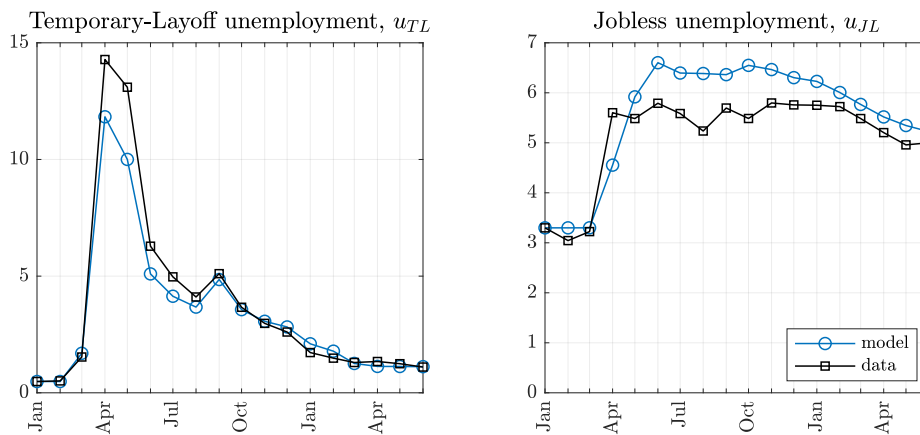 Temporary-Layoff unemployment, u_TL
15
10
5
0
Jan
Apr
Jul
Oct
Jan
Apr
Jobless unemployment, u_JL
7
6
5
4
3
2
1
0
model
data
Jan
Apr
Jul
Oct
Jan
Apr